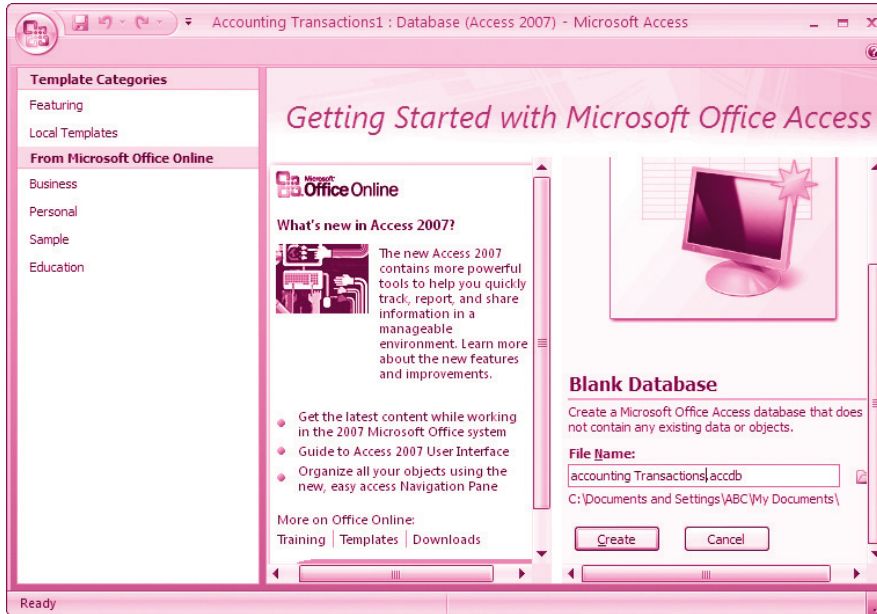 Accounting Transactions1 : Database (Access 2007) - Microsoft Access
Template Categories
Featuring
Local Templates
From Microsoft Office Online
Business
Personal
Sample
Education
Getting Started with Microsoft Office Access
Microsoft
Office Online
What's new in Access 2007?
The new Access 2007
contains more powerful
tools to help you quickly
track, report, and share
information in a
manageable
environment. Learn more
about the new features
and improvements.
Get the latest content while working
in the 2007 Microsoft Office system
Guide to Access 2007 User Interface
Organize all your objects using the
new, easy access Navigation Pane
More on Office Online:
Training | Templates | Downloads
Blank Database
Create a Microsoft Office Access database that does
not contain any existing data or objects.
File Name:
accounting Transactions.accdb
C:\Documents and Settings\ABC\My Documents\
Create
Cancel
Ready